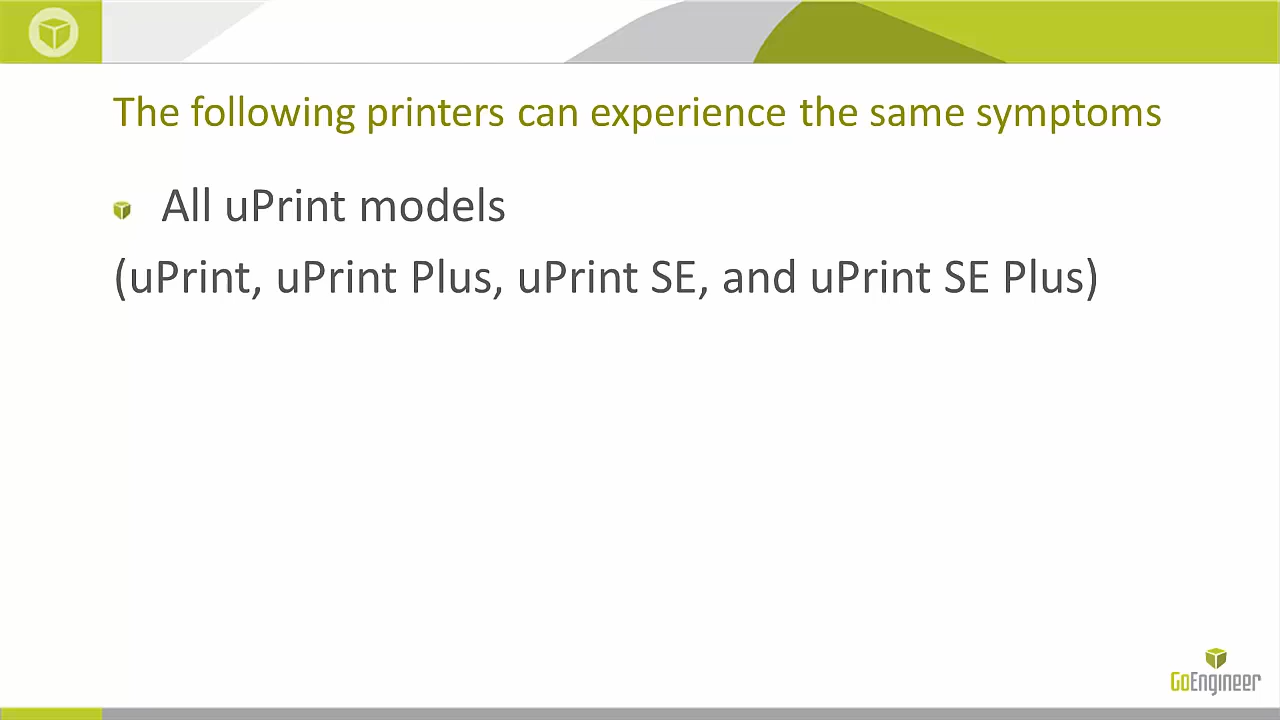 The following printers can experience the same symptoms
All uPrint models
(uPrint, uPrint Plus, uPrint SE, and uPrint SE Plus)
GoEngineer